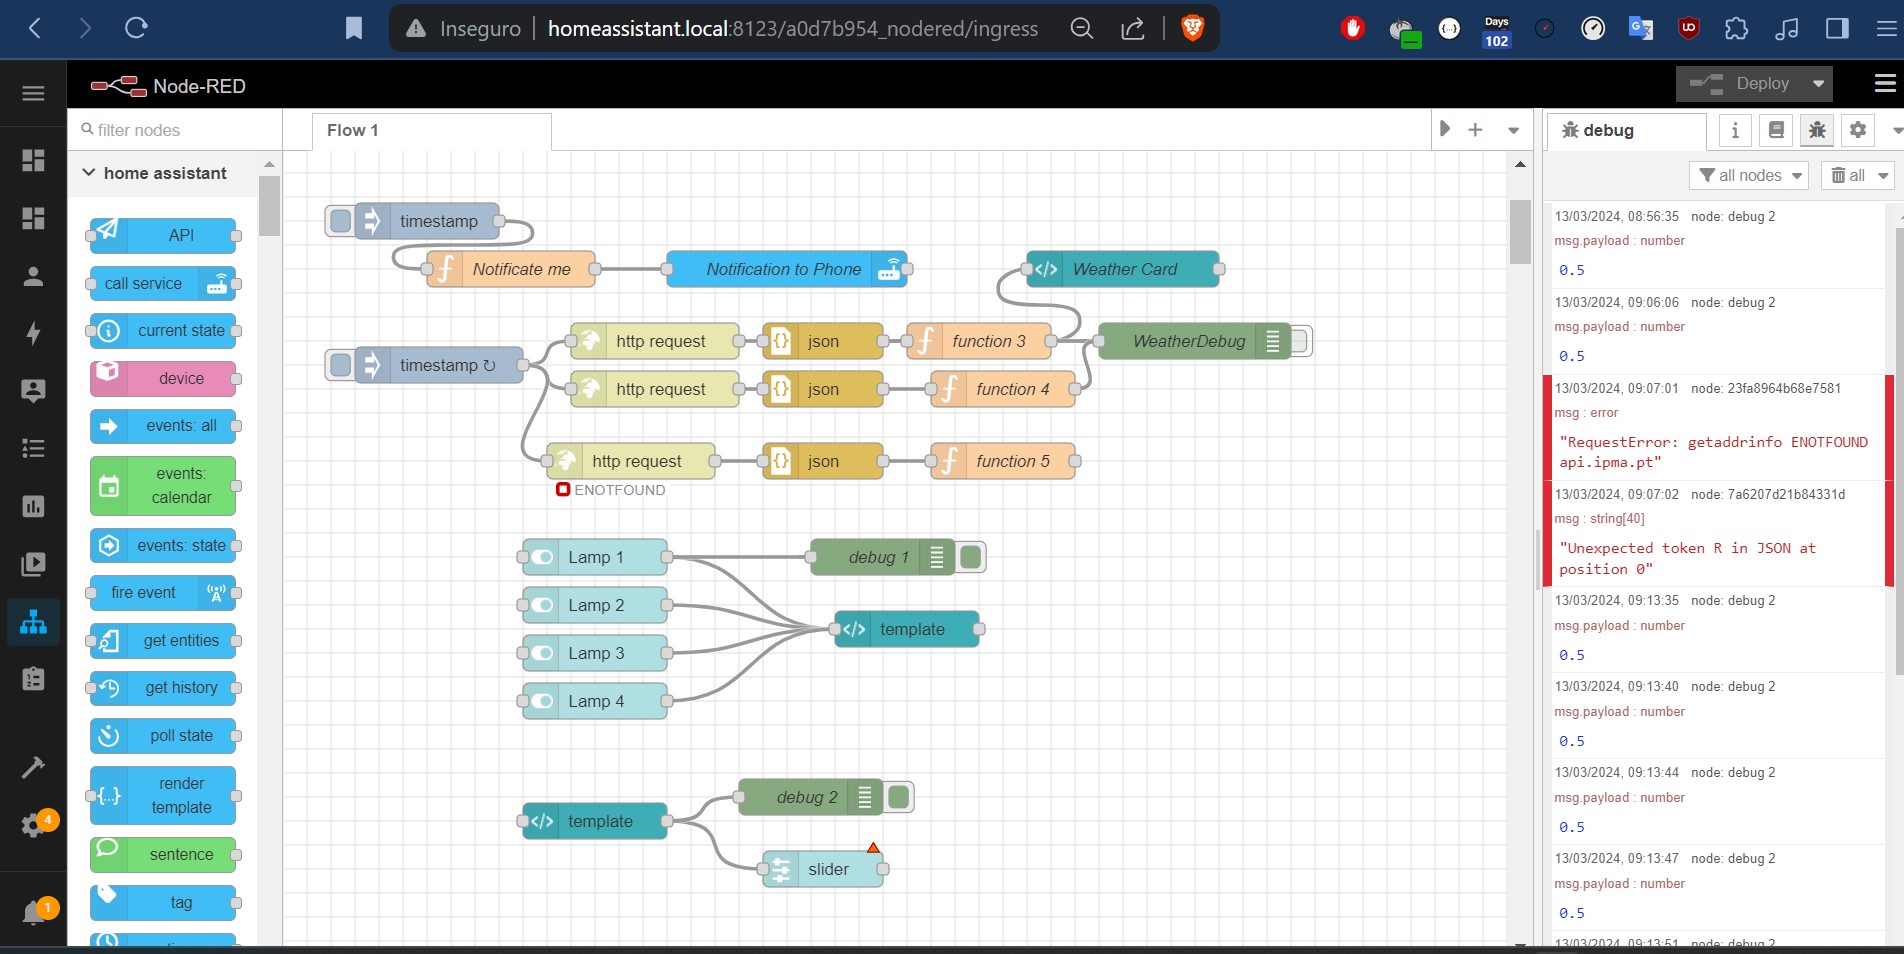 Inseguro
homeassistant.local:8123/a0d7b954_nodered/ingress
Days
102
Node-RED
Deploy
filter nodes
Flow 1
debug
home assistant
all nodes
all
API
call service
current state
device
events: all
events:
calendar
events: state
fire event
get entities
get history
poll state
render
template
sentence
tag
4
1
timestamp
Notificate me
Notification to Phone
Weather Card
timestamp ↻
http request
json
function 3
WeatherDebug
http request
json
function 4
http request
json
function 5
ENOTFOUND
Lamp 1
debug 1
Lamp 2
template
Lamp 3
Lamp 4
debug 2
template
slider
13/03/2024, 08:56:35 node: debug 2
msg.payload : number
0.5
13/03/2024, 09:06:06 node: debug 2
msg.payload : number
0.5
13/03/2024, 09:07:01 node: 23fa8964b68e7581
msg : error
"RequestError: getaddrinfo ENOTFOUND
api.ipma.pt"
13/03/2024, 09:07:02 node: 7a6207d21b84331d
msg : string[40]
"Unexpected token R in JSON at
position 0"
13/03/2024, 09:13:35 node: debug 2
msg.payload : number
0.5
13/03/2024, 09:13:40 node: debug 2
msg.payload : number
0.5
13/03/2024, 09:13:44 node: debug 2
msg.payload : number
0.5
13/03/2024, 09:13:47 node: debug 2
msg.payload : number
0.5
13/03/2024, 09:13:51 node: debug 2